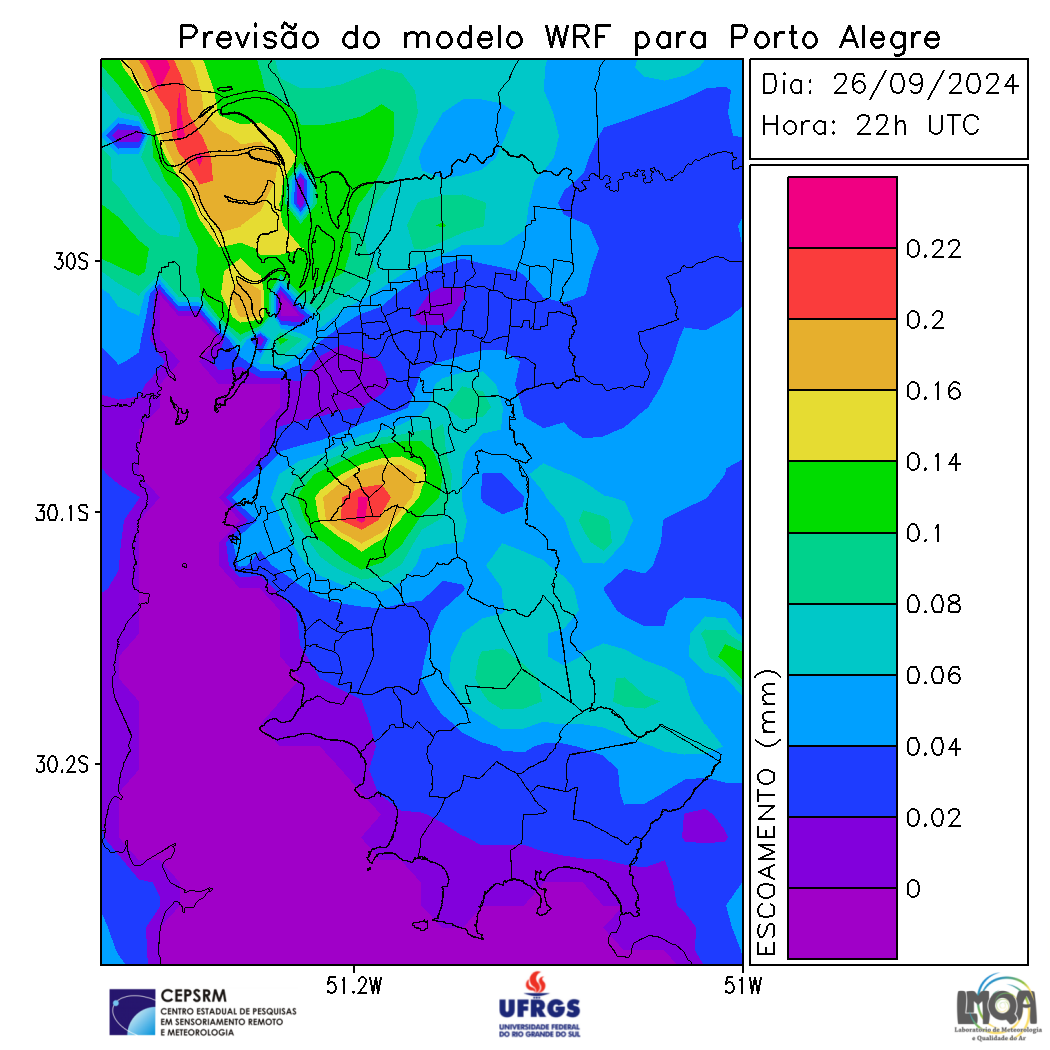 Previsão do modelo WRF para Porto Alegre
Dia: 26/09/2024
Hora: 22h UTC
0.22
0.2
0.16
0.14
0.1
0.08
0.06
0.04
0.02
0
ESCOAMENTO (mm)
30S
30.1S
30.2S
51.2W
51W
CEPSRM
CENTRO ESTADUAL DE PESQUISAS
EM SENSORIAMENTO REMOTO
E METEOROLOGIA
UFRGS
UNIVERSIDADE FEDERAL
DO RIO GRANDE DO SUL
LMQA
Laboratório de Meteorologia
e Qualidade do Ar